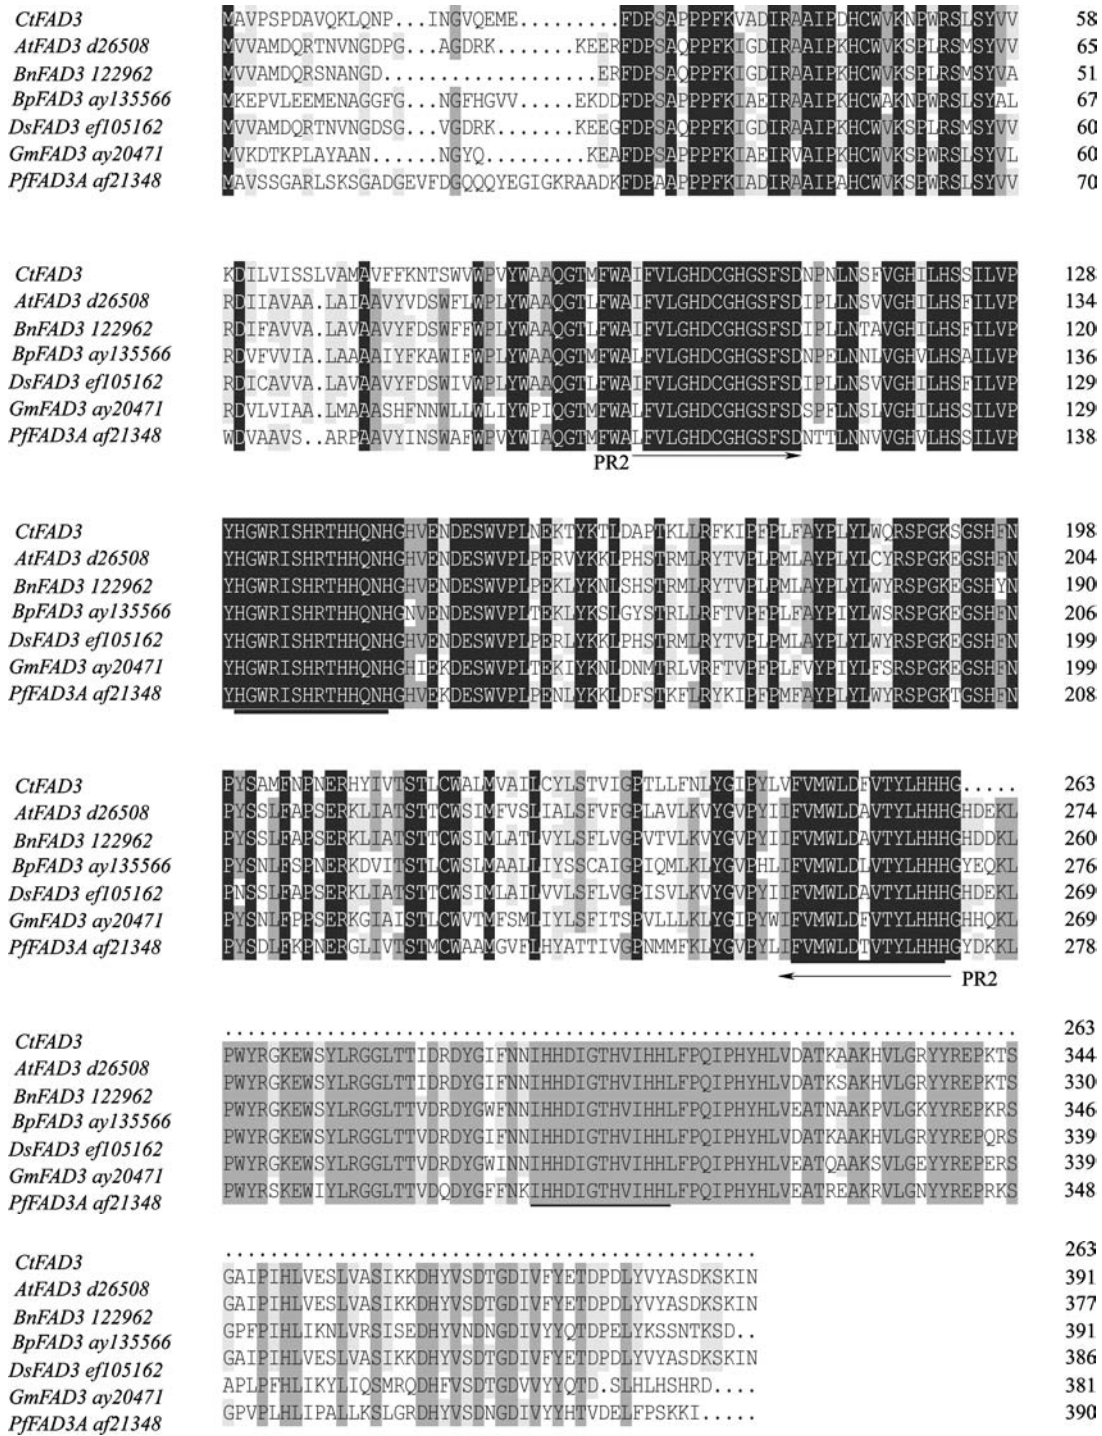 CtFAD3 MAVPSPDAVQKLQNP...INGVQEME........FDPSAPPPFKVADIRAAIPDHCWVKNPWRSLSYVV 58
AtFAD3 d26508 MVVAMDQRTNVNGDPG...AGDRK........KEERFDPSAQPPFKIGDIRAAIPKHCWVKSPLRSMSYVV 65
BnFAD3 122962 MVVAMDQRSNANGD...................ERFDPSAQPPFKIGDIRAAIPKHCWVKSPLRSMSYVA 51
BpFAD3 ay135566 MKEPVLEEMENAGGFG...NGFHGVV......EKDDFDPSAPPPFKIAEIRAAIPKHCWAKNPWRSLSYAL 67
DsFAD3 ef105162 MVVAMDQRTNVNGDSG...VGDRK........KEEGFDPSAPPPFKIGDIRAAIPKHCWVKSPWRSMSYVV 60
GmFAD3 ay20471 MVKDTKPLAYAAN......NGYQ.........KEAFDPSAPPPFKIAEIRVAIPKHCWVKSPWRSLSYVL 60
PfFAD3A af21348 MAVSSGARLSKSGADGEVFDGQQQYEGIGKRAADKFDPAAPPPFKIADIRAAIPAHCWVKSPWRSLSYVV 70
CtFAD3 KDILVISSLVAMAVFFKNTSWVVWPVYWAAQGTMFWAIFVLGHDCGHGSFSDNPNLNSFVGHILHSSILVP 128
AtFAD3 d26508 RDIIAVAA.LAIAAVYVDSWFLWPLYWAAQGTLFWAIFVLGHDCGHGSFSDIPLLNSVVGHILHSFILVP 134
BnFAD3 122962 RDIFAVVA.LAVAAVYFDSWFFWPLYWAAQGTLFWAIFVLGHDCGHGSFSDIPLLNTAVGHILHSFILVP 120
BpFAD3 ay135566 RDVFVVIA.LAAAAIYFKAWIFWPLYWAAQGTMFWALFVLGHDCGHGSFSDNPELNNLVGHVLHSAILVP 136
DsFAD3 ef105162 RDICAVVA.LAVAAVYFDSWIVWPLYWAAQGTLFWAIFVLGHDCGHGSFSDIPLLNSVVGHILHSFILVP 129
GmFAD3 ay20471 RDVLVIAA.LMAAASHFNNWLLWLIYWPIQGTMFWALFVLGHDCGHGSFSDSPFLNSLVGHILHSSILVP 129
PfFAD3A af21348 WDVAAVS..ARPAAVYINSWAFWPVYWIAQGTMFWALFVLGHDCGHGSFSDNTTLNNVVGHVLHSSILVP 138
PR2
CtFAD3 YHGWRISHRTHHQNHGHVENDESWVPLNEKTYKTLDAPTKLLRFKIPFPLFAYPLYLWQRSPGKSGSHFN 198
AtFAD3 d26508 YHGWRISHRTHHQNHGHVENDESWVPLPERVYKKLPHSTRMLRYTVPLPMLAYPLYLCYRSPGKEGSHFN 204
BnFAD3 122962 YHGWRISHRTHHQNHGHVENDESWVPLPEKLYKNLSHSTRMLRYTVPLPMLAYPLYLWYRSPGKEGSHYN 190
BpFAD3 ay135566 YHGWRISHRTHHQNHGNVENDESWVPLTEKLYKSLGYSTRLLRFTVPFPLFAYPIYLWSRSPGKEGSHFN 206
DsFAD3 ef105162 YHGWRISHRTHHQNHGHVENDESWVPLPERLYKKLPHSTRMLRYTVPLPMLAYPLYLWYRSPGKEGSHFN 199
GmFAD3 ay20471 YHGWRISHRTHHQNHGHIEKDESWVPLTEKIYKNLDNMTRLVRFTVPFPLFVYPIYLFSRSPGKEGSHFN 199
PfFAD3A af21348 YHGWRISHRTHHQNHGHVEKDESWVPLPENLYKKLDFSTKFLRYKIPFPMFAYPLYLWYRSPGKTGSHFN 208
CtFAD3 PYSAMFNPNERHYIVTSTLCWALMVAILCYLSTVIGPTLLFNLYGIPYLVFVMWLDFVTYLHHHG..... 263
AtFAD3 d26508 PYSSLFAPSERKLIATSTTCWSIMFVSLIALSFVFGPLAVLKVYGVPYIIFVMWLDAVTYLHHHGHDEKL 274
BnFAD3 122962 PYSSLFAPSERKLIATSTTCWSIMLATLVYLSFLVGPVTVLKVYGVPYIIFVMWLDAVTYLHHHGHDEKL 260
BpFAD3 ay135566 PYSNLFSPNERKDVITSTLCWSLMAALLIYSSCAIGPIQMLKLYGVPHLIFVMWLDLVTYLHHHGYEQKL 276
DsFAD3 ef105162 PNSSLFAPSERKLIATSTTCWSIMLAILVVLSFLVGPISVLKVYGVPYIIFVMWLDAVTYLHHHGHDEKL 269
GmFAD3 ay20471 PYSNLFPPSERKGIAISTLCWVTMFSMLIYLSFITSPVLLLKLYGIPYWIFVMWLDFVTYLHHHGHHQKL 269
PfFAD3A af21348 PYSDLFKPNERGLIVTSTMCWAAMGVFLHYATTIVGPNMMFKLYGVPYLIFVMWLDTVTYLHHHGYDKKL 278
PR2
CtFAD3 ...................................................................... 263
AtFAD3 d26508 PWYRGKEWSYLRGGLTTIDRDYGIFNNIHHDIGTHVIHHLFPQIPHYHLVDATKAAKHVLGRYYREPKTS 344
BnFAD3 122962 PWYRGKEWSYLRGGLTTIDRDYGIFNNIHHDIGTHVIHHLFPQIPHYHLVDATKSAKHVLGRYYREPKTS 330
BpFAD3 ay135566 PWYRGKEWSYLRGGLTTVDRDYGWFNNIHHDIGTHVIHHLFPQIPHYHLVEATNAAKPVLGKYYREPKRS 346
DsFAD3 ef105162 PWYRGKEWSYLRGGLTTIDRDYGIFNNIHHDIGTHVIHHLFPQIPHYHLVDATKAAKHVLGRYYREPQRS 339
GmFAD3 ay20471 PWYRGKEWSYLRGGLTTVDRDYGWINNIHHDIGTHVIHHLFPQIPHYHLVEATQAAKSVLGEYYREPERS 339
PfFAD3A af21348 PWYRSKEWIYLRGGLTTVDQDYGFFNKIHHDIGTHVIHHLFPQIPHYHLVEATREAKRVLGNYYREPRKS 348
CtFAD3 ............................................... 263
AtFAD3 d26508 GAIPIHLVESLVASIKKDHYVSDTGDIVFYETDPDLYVYASDKSKIN 391
BnFAD3 122962 GAIPIHLVESLVASIKKDHYVSDTGDIVFYETDPDLYVYASDKSKIN 377
BpFAD3 ay135566 GPFPIHLIKNLVRSISEDHYVNDNGDIVYYQTDPELYKSSNTKSD.. 391
DsFAD3 ef105162 GAIPIHLVESLVASIKKDHYVSDTGDIVFYETDPDLYVYASDKSKIN 386
GmFAD3 ay20471 APLPFHLIKYLIQSMRQDHFVSDTGDVVYYQTD.SLHLHSHRD.... 381
PfFAD3A af21348 GPVPLHLIPALLKSLGRDHYVSDNGDIVYYHTVDELFPSKKI..... 390